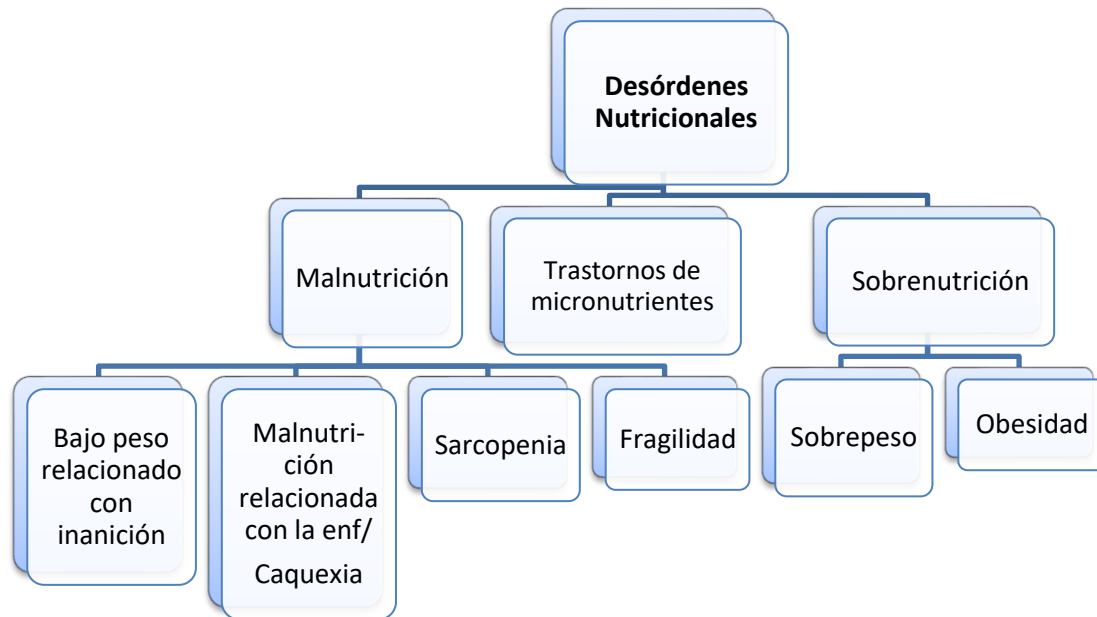 Desórdenes
Nutricionales
Malnutrición
Trastornos de
micronutrientes
Sobrenutrición
Bajo peso
relacionado
con
inanición
Malnutri-
ción
relacionada
con la enf/
Caquexia
Sarcopenia
Fragilidad
Sobrepeso
Obesidad